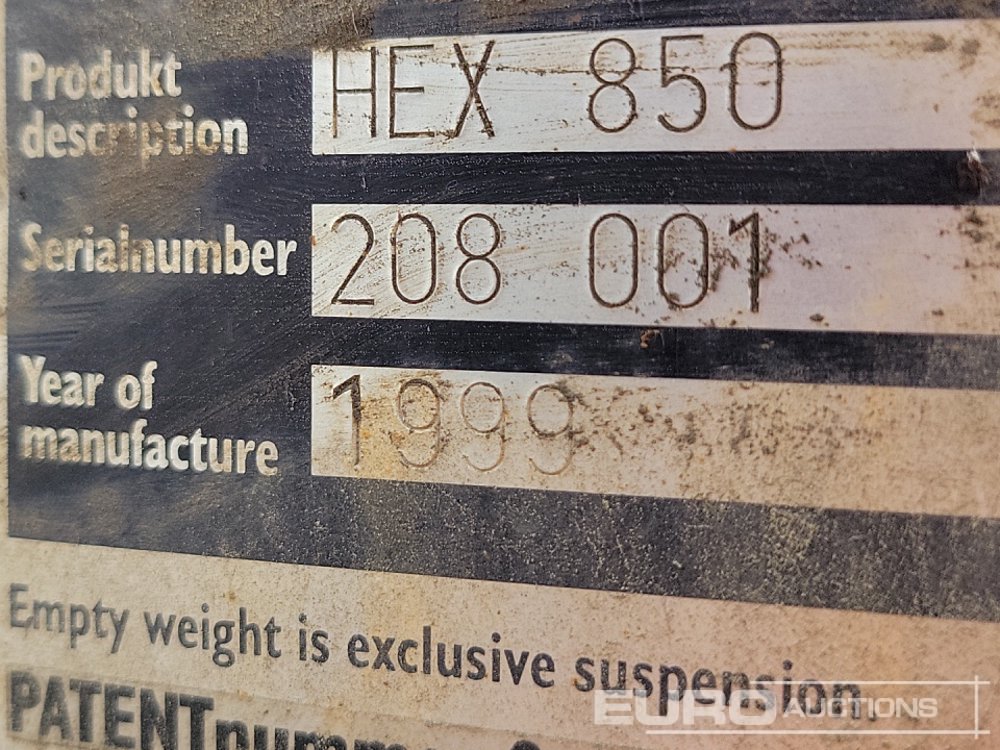 Produkt description HEX 850
Serialnumber 208 001
Year of manufacture 1999
Empty weight is exclusive suspension.
EURO AUCTIONS